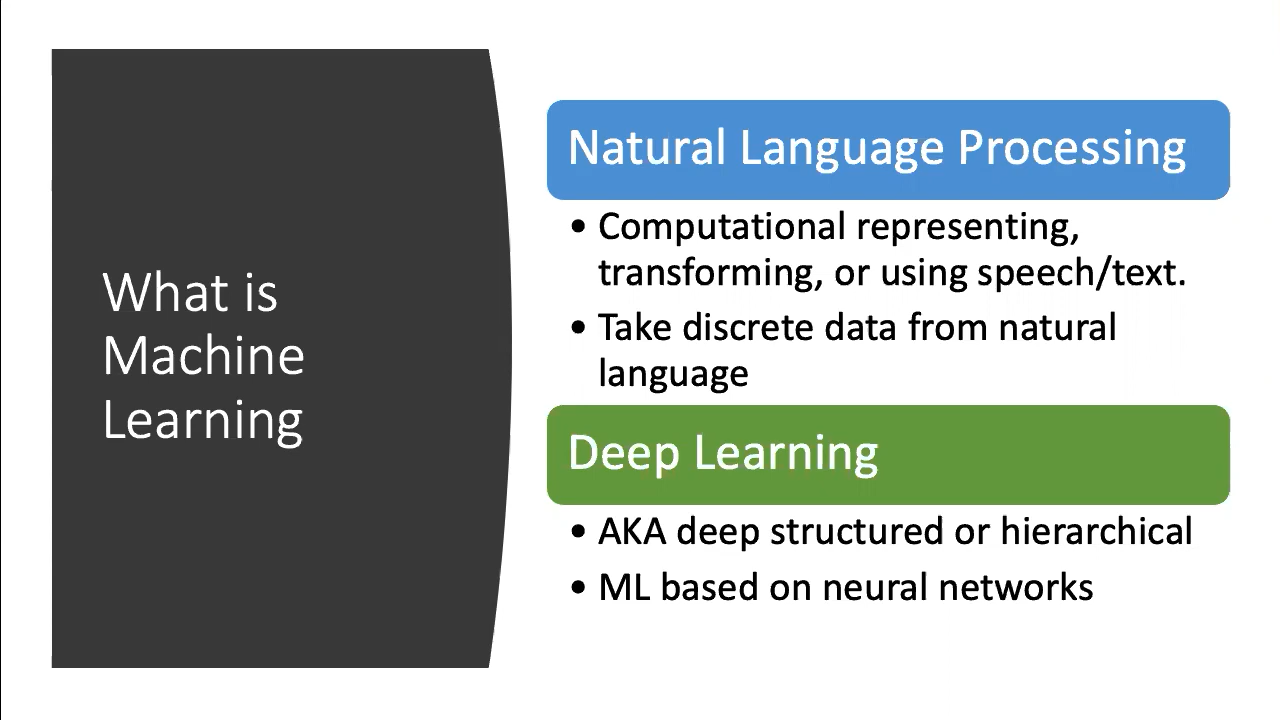 What is
Machine
Learning
Natural Language Processing
• Computational representing,
transforming, or using speech/text.
• Take discrete data from natural
language
Deep Learning
• AKA deep structured or hierarchical
• ML based on neural networks